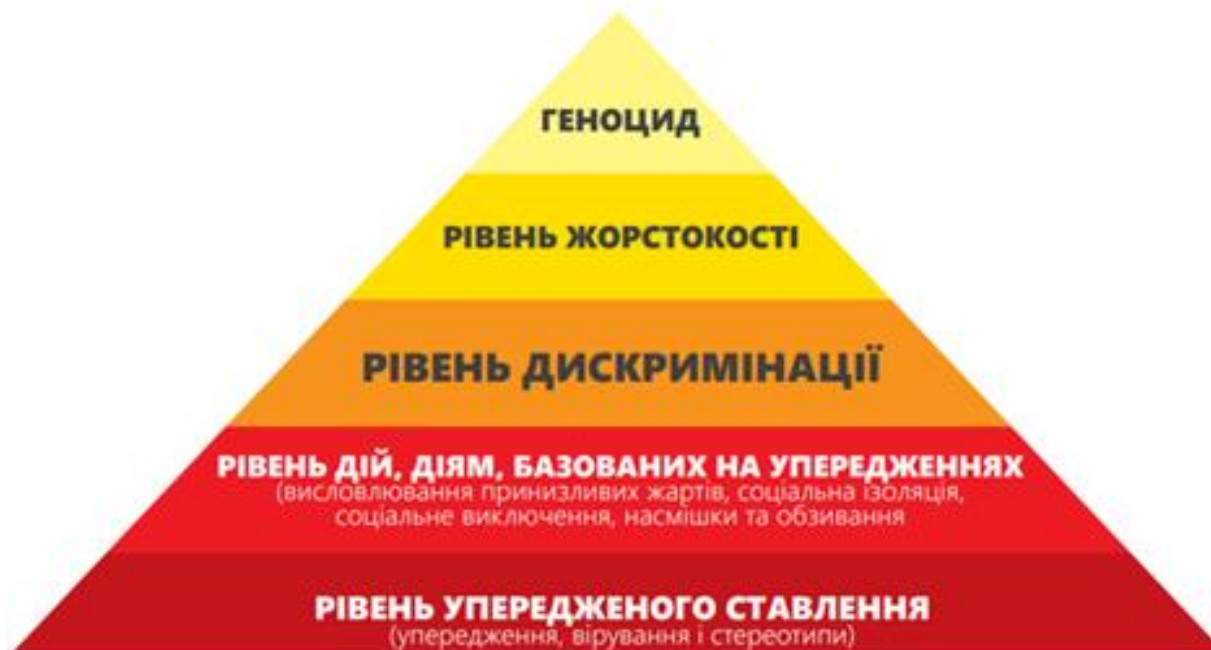 ГЕНОЦИД
РІВЕНЬ ЖОРСТОКОСТІ
РІВЕНЬ ДИСКРИМІНАЦІЇ
РІВЕНЬ ДІЙ, ДІЯМ, БАЗОВАНИХ НА УПЕРЕДЖЕННЯХ
(висловлювання принизливих жартів, соціальна ізоляція,
соціальне виключення, насмішки та обзивання
РІВЕНЬ УПЕРЕДЖЕНОГО СТАВЛЕННЯ
(упередження, вірування і стереотипи)